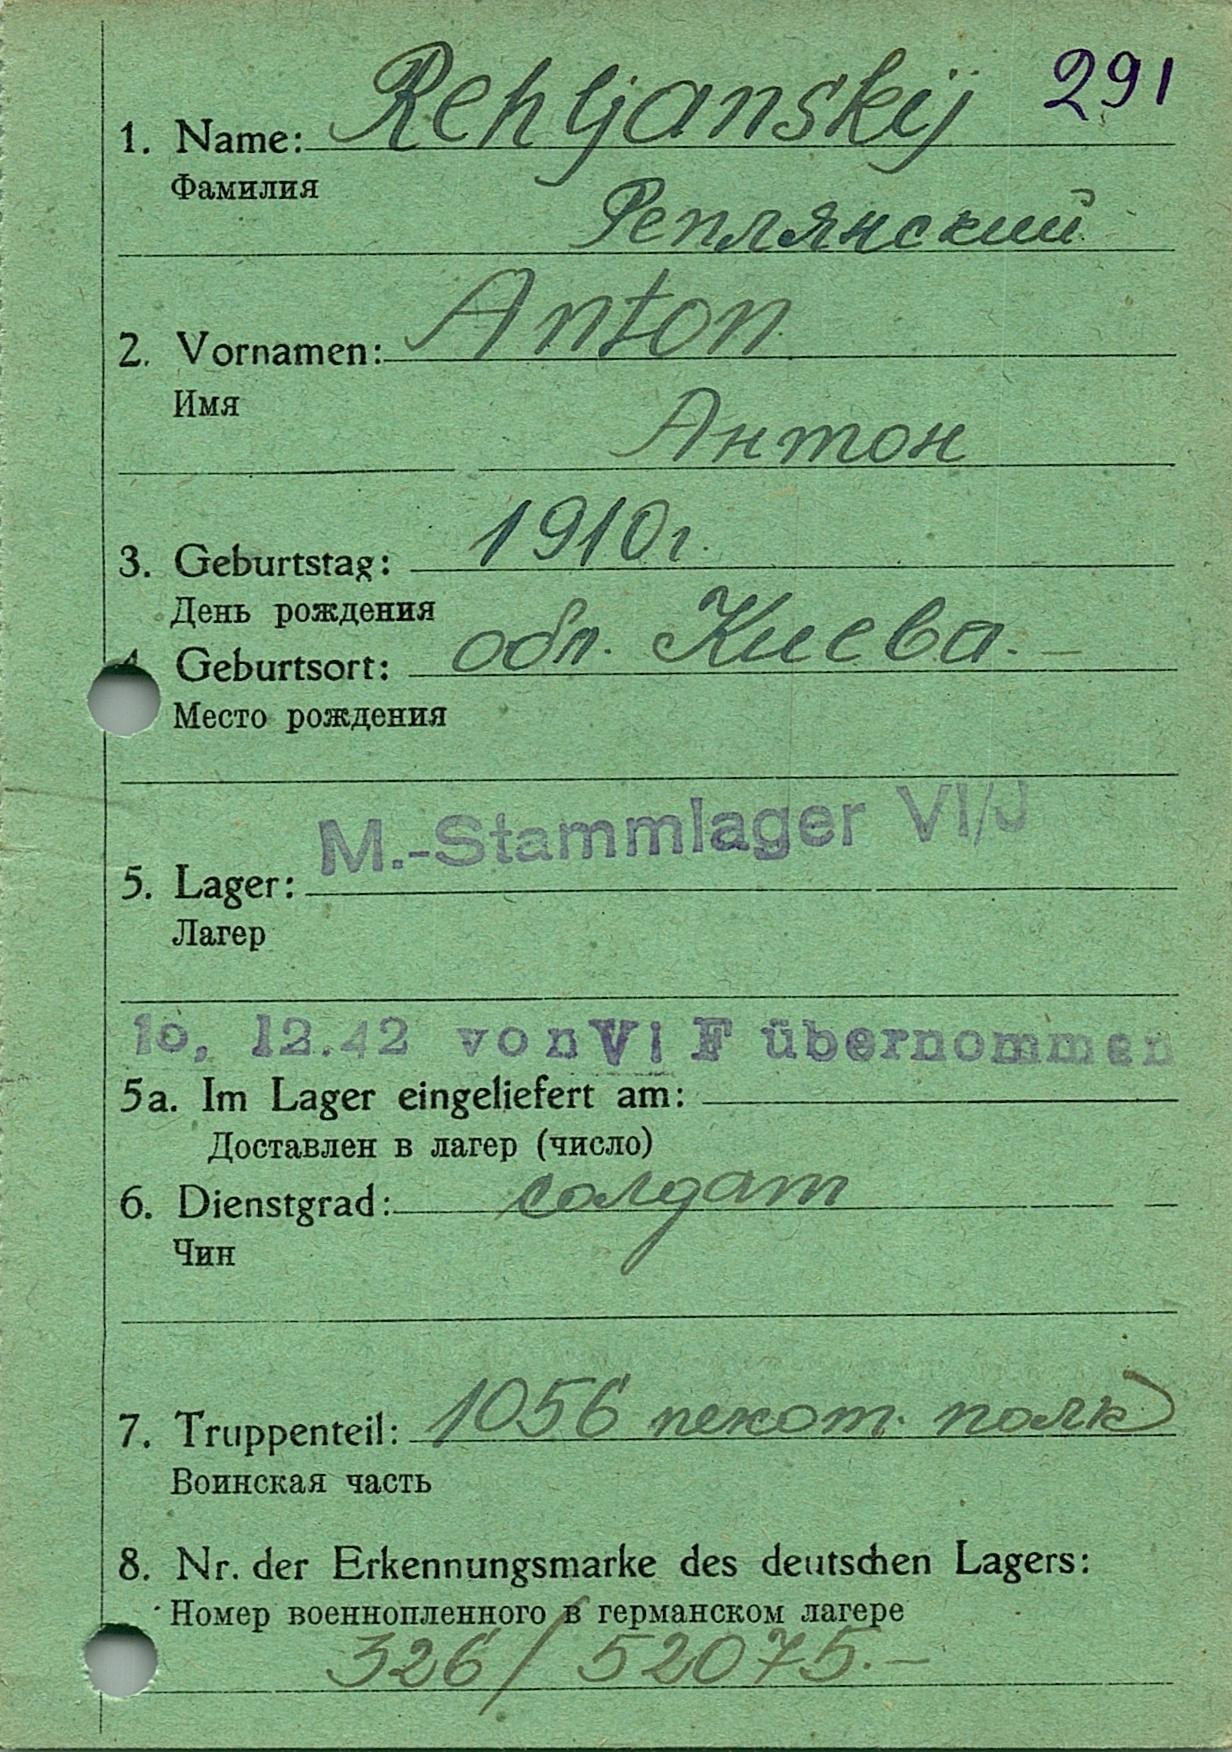 291
1. Name: Rehljanskij
Фамилия
Реплянский
2. Vornamen: Anton
Имя
Антон
3. Geburtstag: 1910г.
День рождения
4 Geburtsort: обл. Киева. –
Место рождения
M.-Stammlager VI/J
5. Lager:
Лагер
10. 12.42 von VI F übernommen
5a. Im Lager eingeliefert am:
Доставлен в лагер (число)
6. Dienstgrad: солдат
Чин
7. Truppenteil: 1056 пехот. полк
Воинская часть
8. Nr. der Erkennungsmarke des deutschen Lagers:
Номер военнопленного в германском лагере
326/52075.–